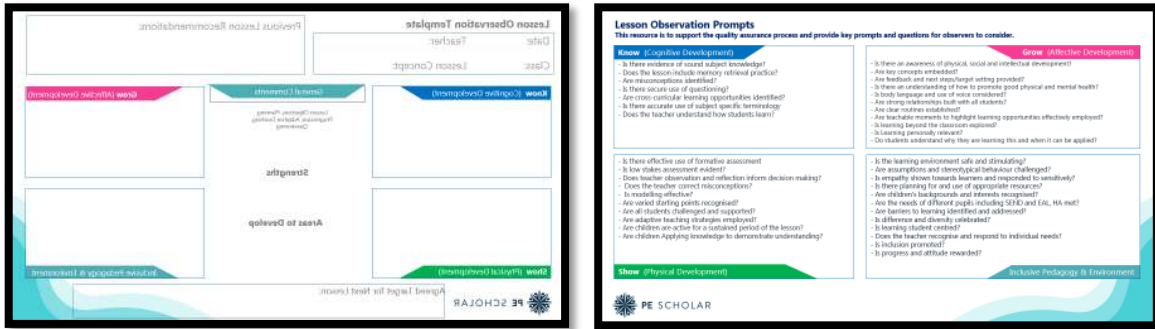 Lesson Observation Template
Previous Lesson Recommendations:
Date:
Teacher:
Class:
Lesson Concept:
Know (Cognitive Development)
General Comments
Grow (Affective Development)
Lesson Objectives, Planning,
Progression, Adaptive Teaching,
Questioning
Strengths
Areas to Develop
Show (Physical Development)
Inclusive Pedagogy & Environment
Agreed Target for Next Lesson:
PE SCHOLAR
Lesson Observation Prompts
This resource is to support the quality assurance process and provide key prompts and questions for observers to consider.
Know (Cognitive Development)
- Is there evidence of sound subject knowledge?
- Does the lesson include memory retrieval practice?
- Are misconceptions identified?
- Is there secure use of questioning?
- Are cross-curricular learning opportunities identified?
- Is there accurate use of subject specific terminology
- Does the teacher understand how students learn?
Grow (Affective Development)
- Is there an awareness of physical, social and intellectual development?
- Are key concepts embedded?
- Are feedback and next steps/target setting provided?
- Is there an understanding of how to promote good physical and mental health?
- Is body language and use of voice considered?
- Are strong relationships built with all students?
- Are clear routines established?
- Are teachable moments to highlight learning opportunities effectively employed?
- Is learning beyond the classroom explored?
- Is Learning personally relevant?
- Do students understand why they are learning this and when it can be applied?
- Is there effective use of formative assessment
- Is low stakes assessment evident?
- Does teacher observation and reflection inform decision making?
- Does the teacher correct misconceptions?
- Is modelling effective?
- Are varied starting points recognised?
- Are all students challenged and supported?
- Are adaptive teaching strategies employed?
- Are children are active for a sustained period of the lesson?
- Are children Applying knowledge to demonstrate understanding?
Show (Physical Development)
- Is the learning environment safe and stimulating?
- Are assumptions and stereotypical behaviour challenged?
- Is empathy shown towards learners and responded to sensitively?
- Is there planning for and use of appropriate resources?
- Are children's backgrounds and interests recognised?
- Are the needs of different pupils including SEND and EAL, HA met?
- Are barriers to learning identified and addressed?
- Is difference and diversity celebrated?
- Is learning student centred?
- Does the teacher recognise and respond to individual needs?
- Is inclusion promoted?
- Is progress and attitude rewarded?
Inclusive Pedagogy & Environment
PE SCHOLAR